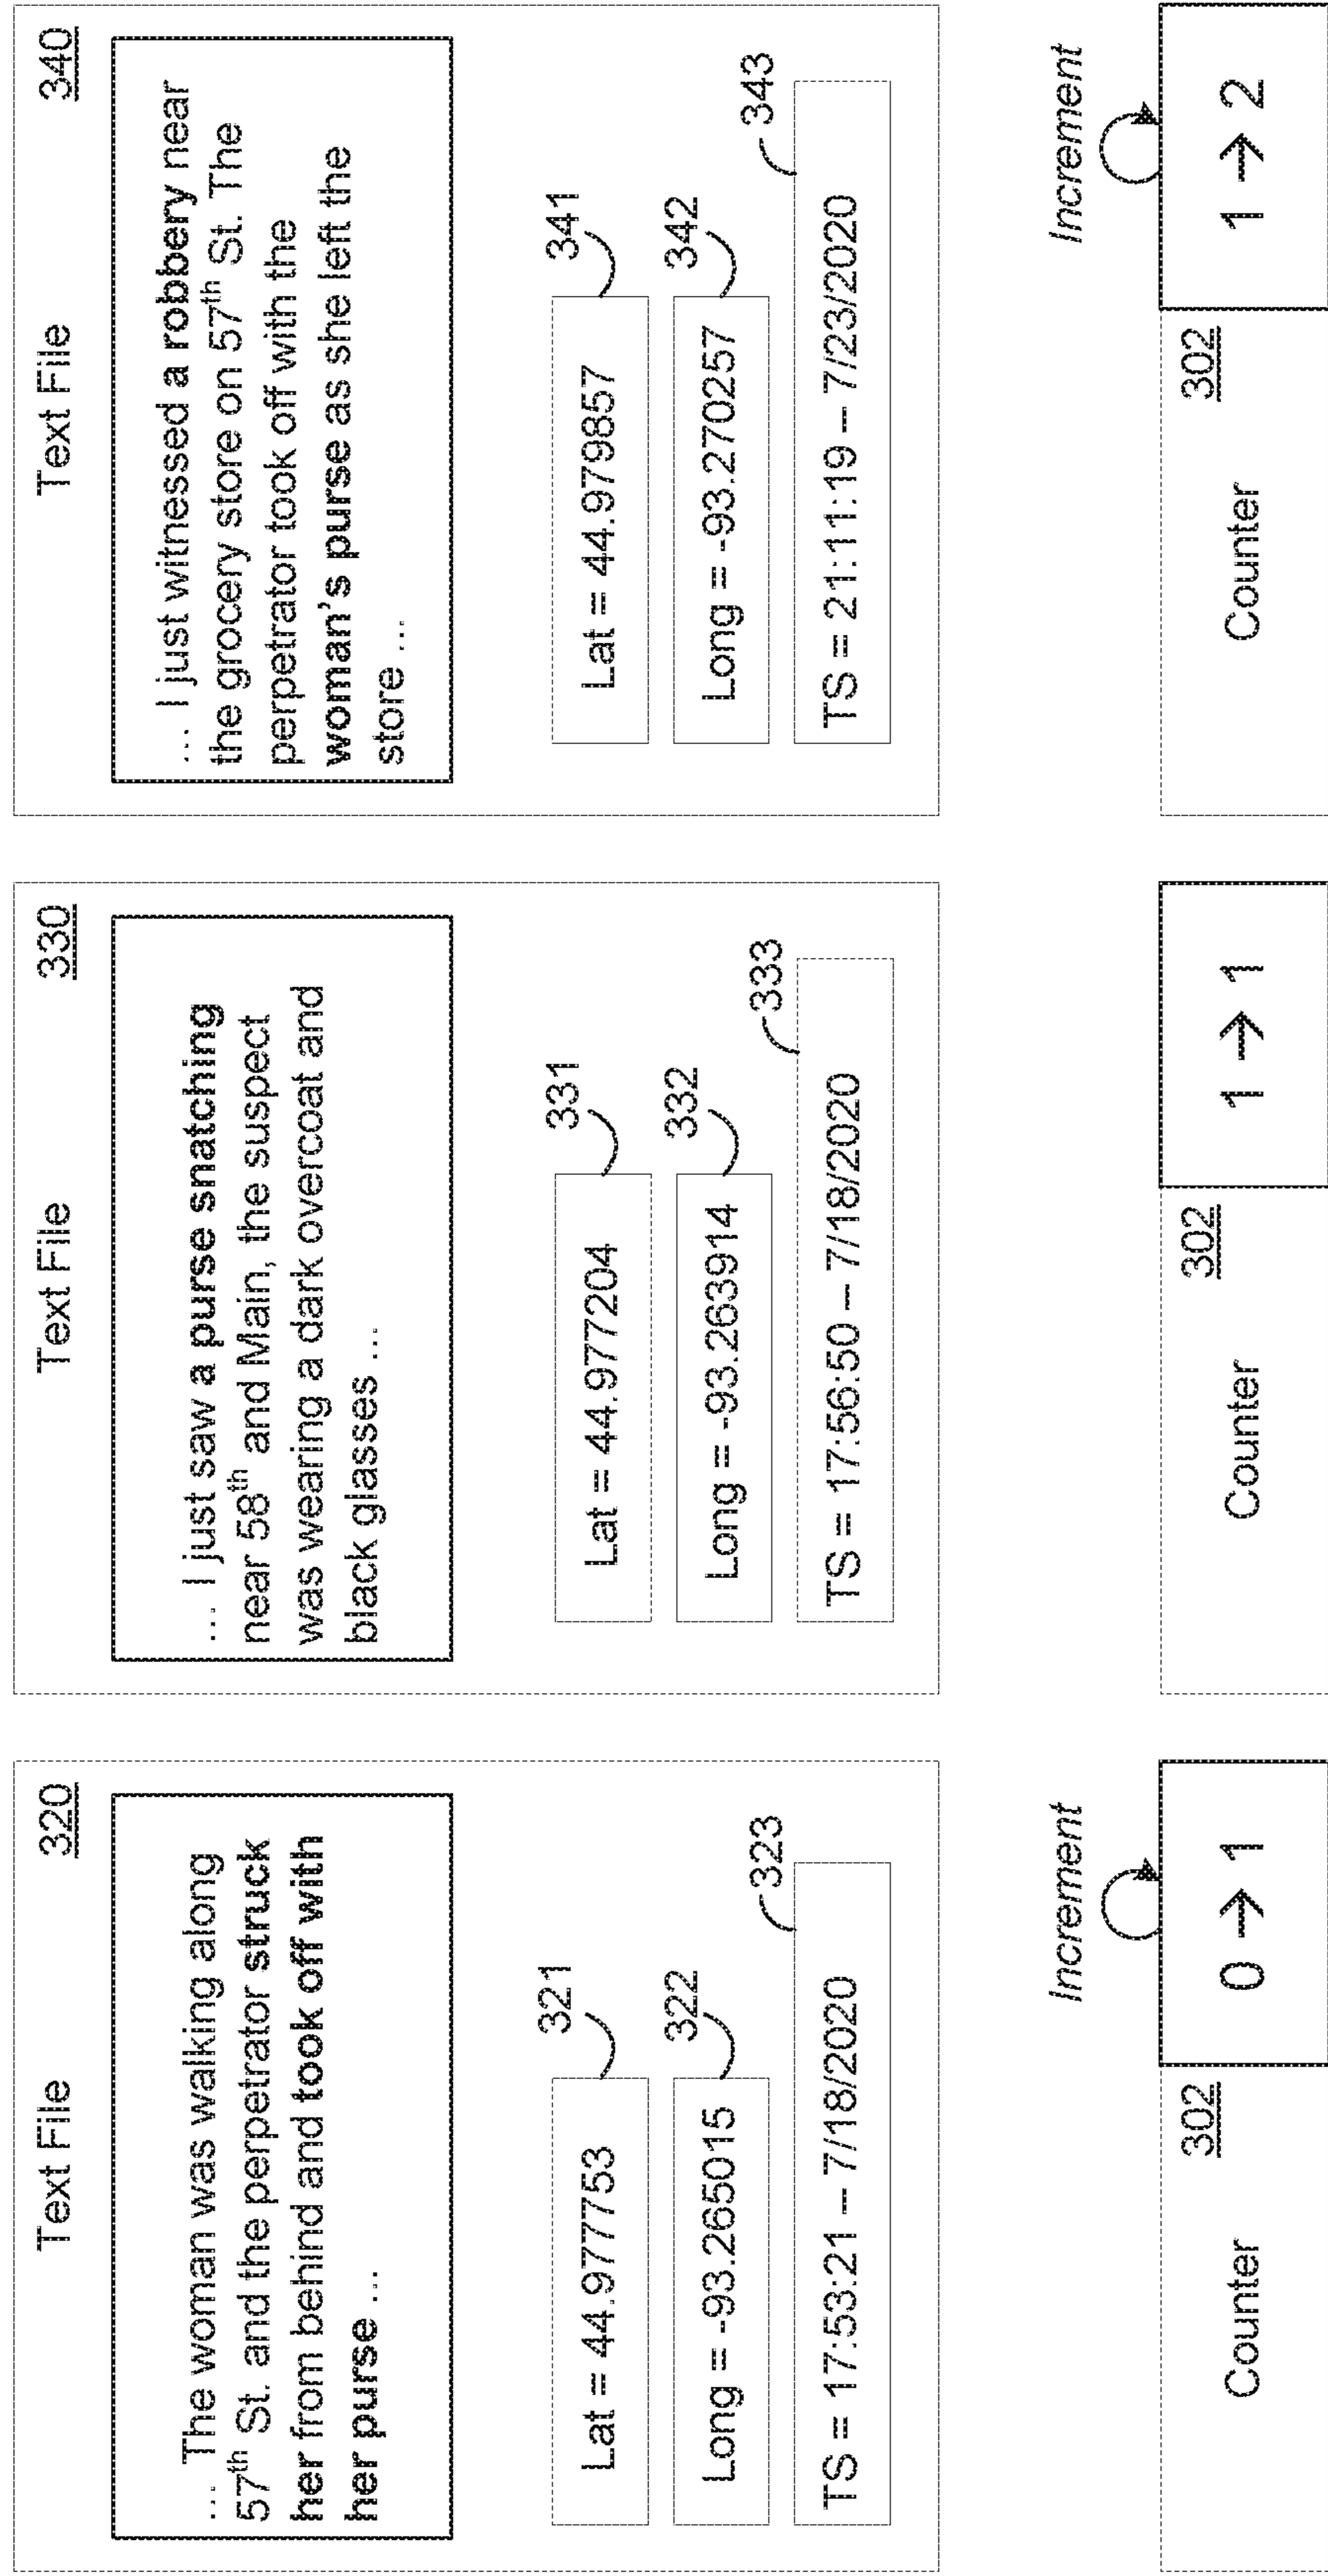 Text File 320
... The woman was walking along
57th St. and the perpetrator struck
her from behind and took off with
her purse ...
321
Lat = 44.977753
322
Long = -93.265015
323
TS = 17:53:21 – 7/18/2020
Increment
Counter 302
0 → 1
Text File 330
... I just saw a purse snatching
near 58th and Main, the suspect
was wearing a dark overcoat and
black glasses ...
331
Lat = 44.977204
332
Long = -93.263914
333
TS = 17:56:50 – 7/18/2020
Counter 302
1 → 1
Text File 340
... I just witnessed a robbery near
the grocery store on 57th St. The
perpetrator took off with the
woman's purse as she left the
store ...
341
Lat = 44.979857
342
Long = -93.270257
343
TS = 21:11:19 – 7/23/2020
Increment
Counter 302
1 → 2